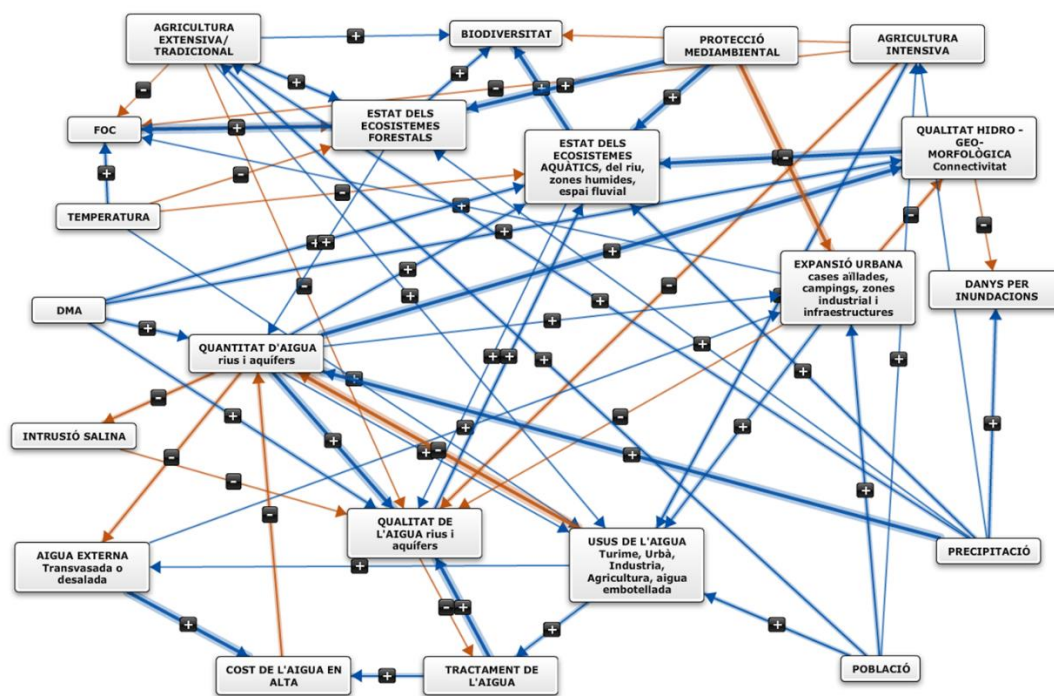 AGRICULTURA
EXTENSIVA/
TRADICIONAL
BIODIVERSITAT
PROTECCIÓ
MEDIAMBIENTAL
AGRICULTURA
INTENSIVA
FOC
ESTAT DELS
ECOSISTEMES
FORESTALS
ESTAT DELS
ECOSISTEMES
AQUÀTICS, del riu,
zones humides,
espai fluvial
QUALITAT HIDRO -
GEO-
MORFOLÒGICA
Connectivitat
TEMPERATURA
EXPANSIÓ URBANA
cases aïllades,
campings, zones
industrial i
infraestructures
DANYS PER
INUNDACIONS
DMA
QUANTITAT D'AIGUA
rius i aqüífers
INTRUSIÓ SALINA
QUALITAT DE
L'AIGUA rius i
aqüífers
USUS DE L'AIGUA
Turime, Urbà,
Industria,
Agricultura, aigua
embotellada
PRECIPITACIÓ
AIGUA EXTERNA
Transvasada o
desalada
COST DE L'AIGUA EN
ALTA
TRACTAMENT DE
L'AIGUA
POBLACIÓ